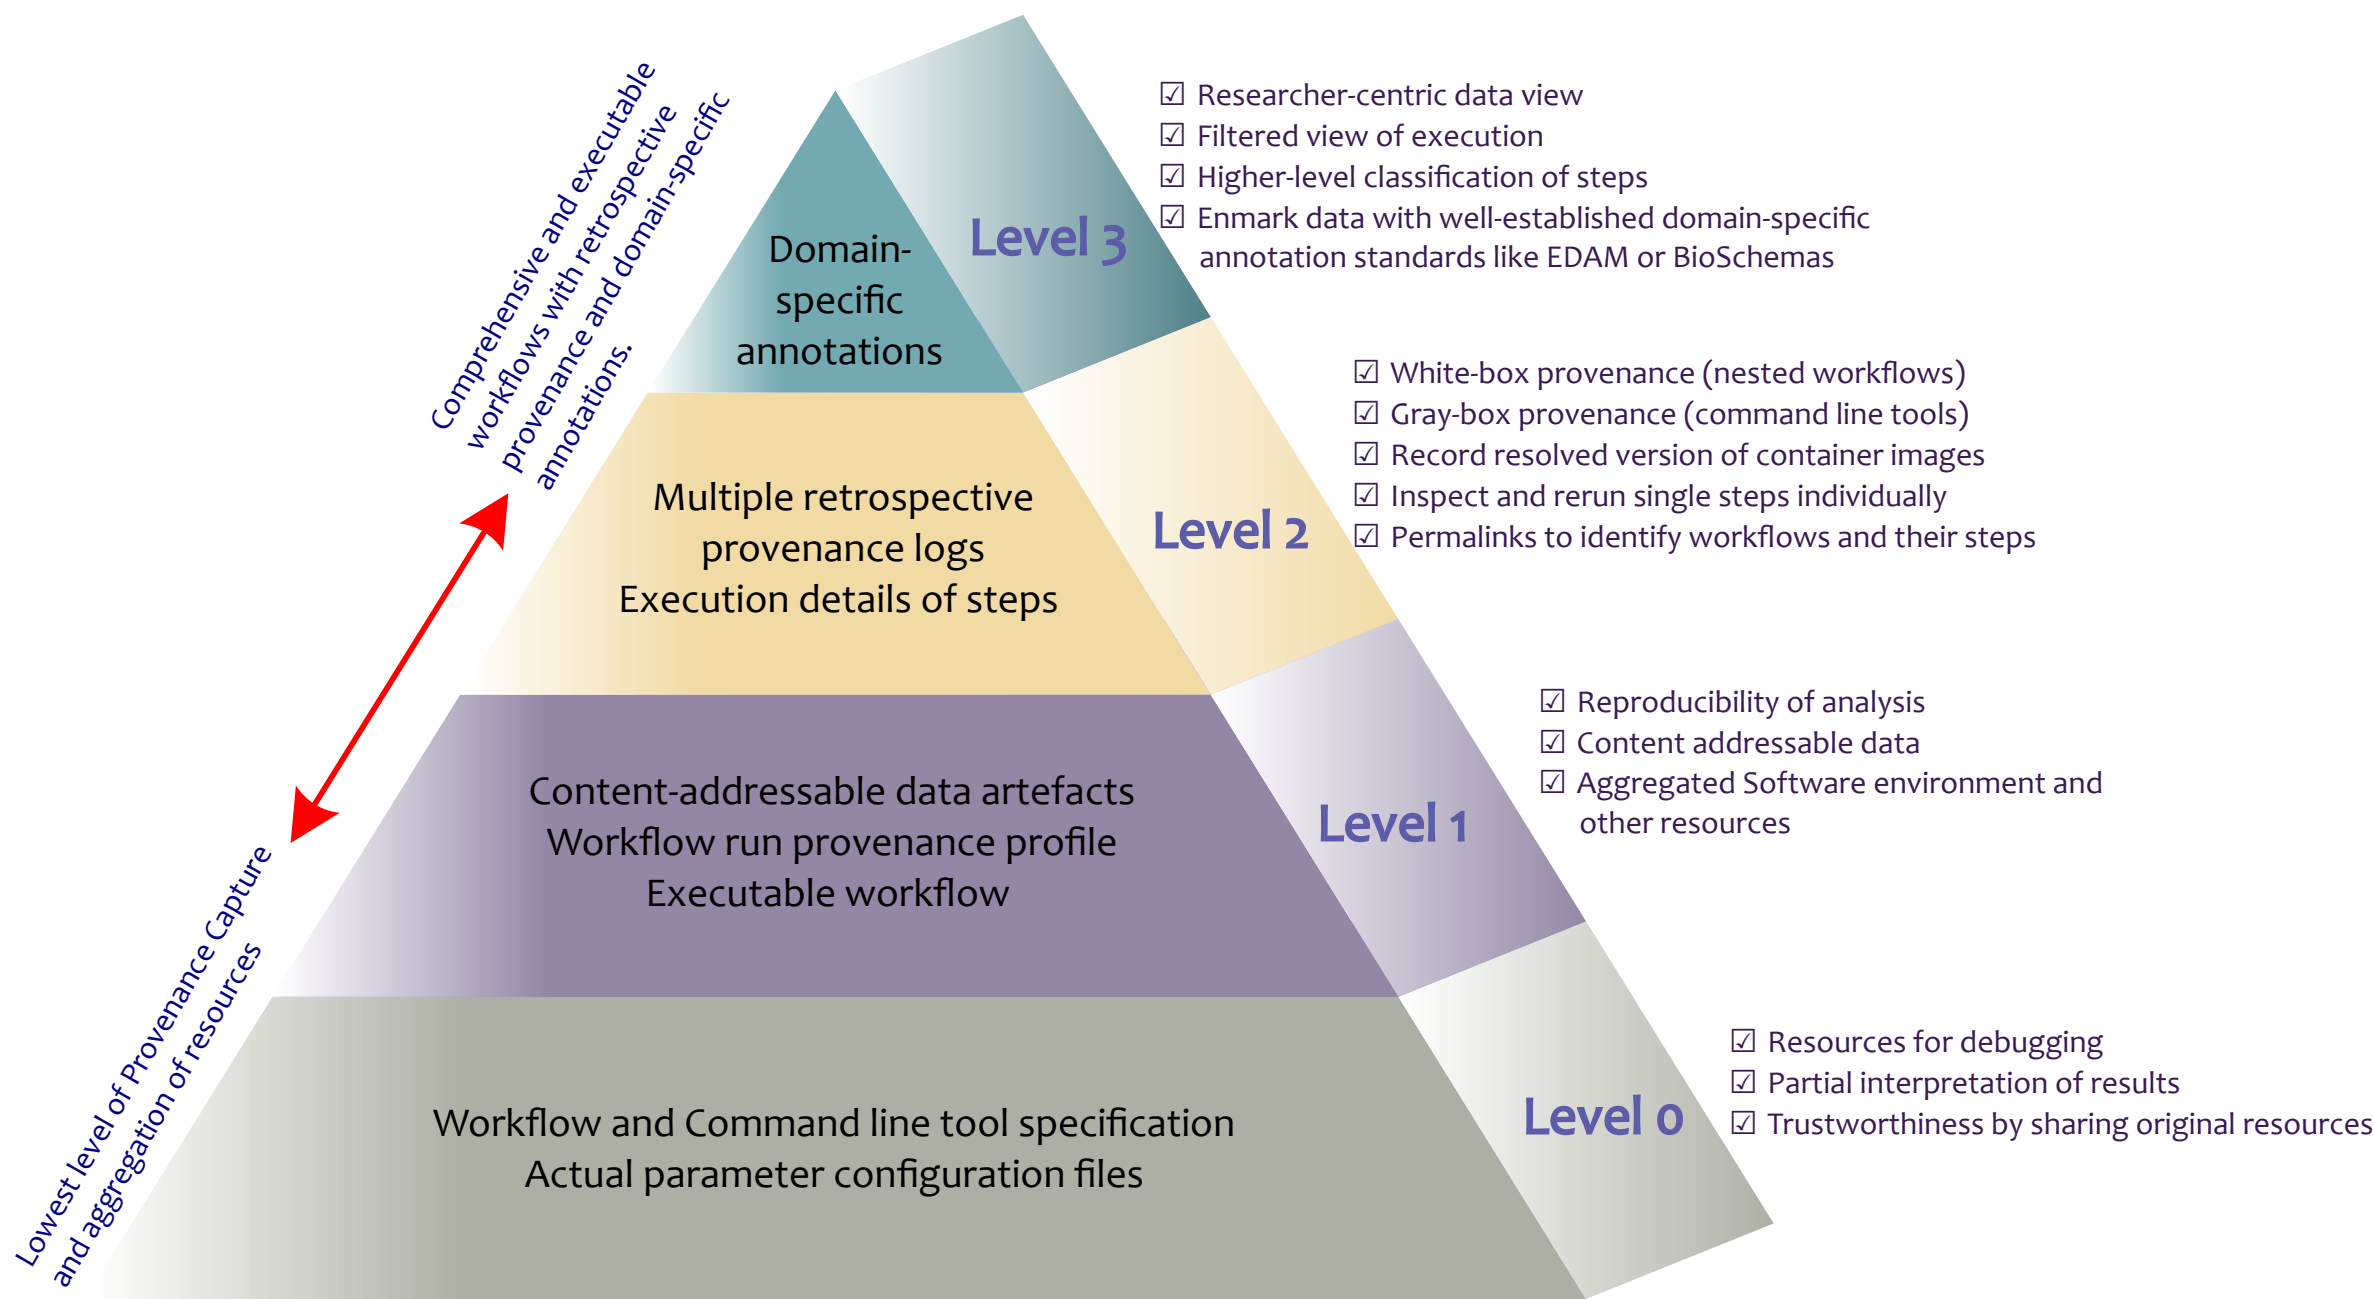 Comprehensive and executable
workflows with retrospective
provenance and domain-specific
annotations.
Lowest level of Provenance Capture
and aggregation of resources
Domain-
specific
annotations
Level 3
☑ Researcher-centric data view
☑ Filtered view of execution
☑ Higher-level classification of steps
☑ Enmark data with well-established domain-specific
annotation standards like EDAM or BioSchemas
Multiple retrospective
provenance logs
Execution details of steps
Level 2
☑ White-box provenance (nested workflows)
☑ Gray-box provenance (command line tools)
☑ Record resolved version of container images
☑ Inspect and rerun single steps individually
☑ Permalinks to identify workflows and their steps
Content-addressable data artefacts
Workflow run provenance profile
Executable workflow
Level 1
☑ Reproducibility of analysis
☑ Content addressable data
☑ Aggregated Software environment and
other resources
Workflow and Command line tool specification
Actual parameter configuration files
Level 0
☑ Resources for debugging
☑ Partial interpretation of results
☑ Trustworthiness by sharing original resources